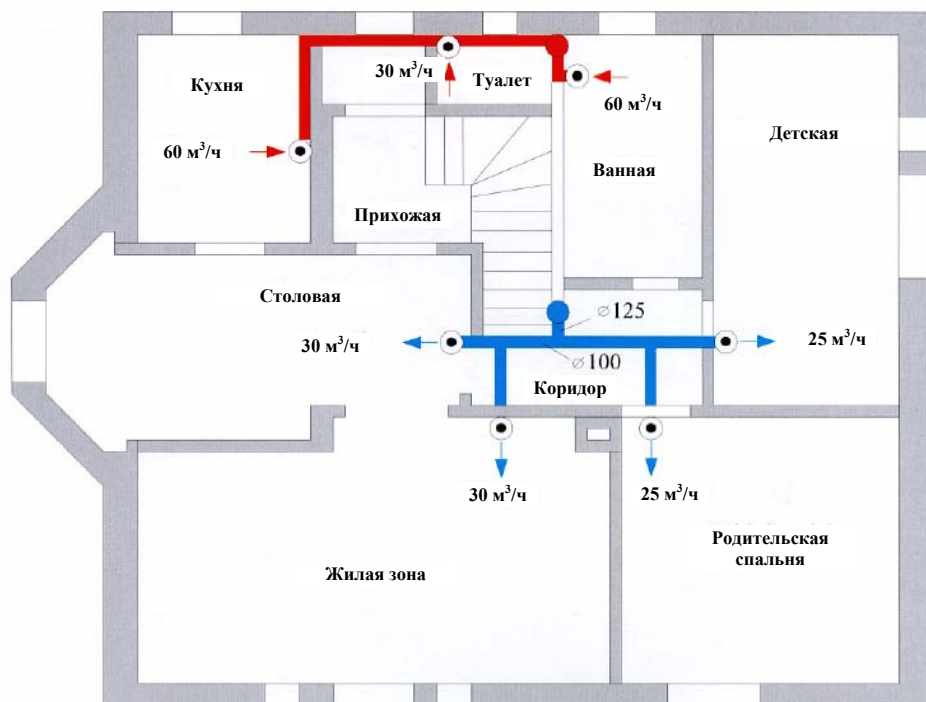 30 м³/ч
Туалет
Кухня
60 м³/ч
Детская
60 м³/ч
Ванная
Прихожая
Столовая
⌀125
30 м³/ч
25 м³/ч
⌀100
Коридор
30 м³/ч
25 м³/ч
Родительская
спальня
Жилая зона